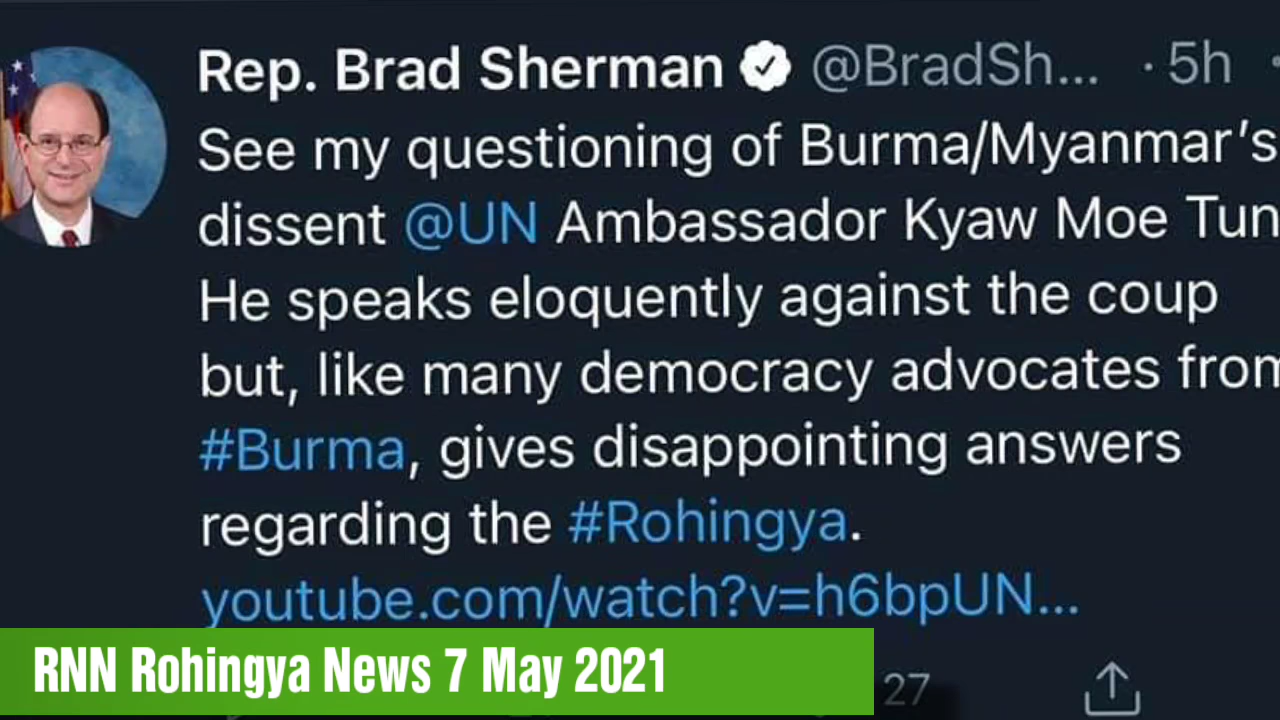 Rep. Brad Sherman @BradSh... · 5h
See my questioning of Burma/Myanmar's
dissent @UN Ambassador Kyaw Moe Tun
He speaks eloquently against the coup
but, like many democracy advocates from
#Burma, gives disappointing answers
regarding the #Rohingya.
youtube.com/watch?v=h6bpUN...
27
RNN Rohingya News 7 May 2021